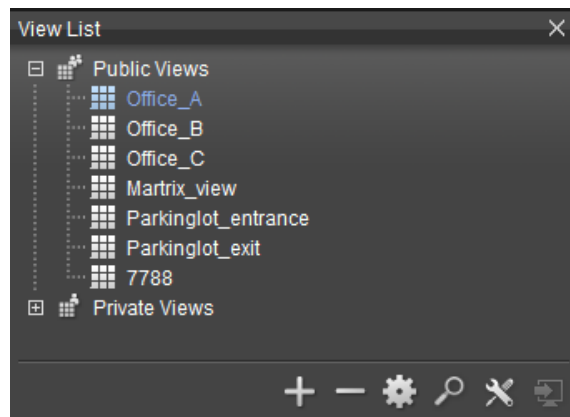 View List
Public Views
Office_A
Office_B
Office_C
Martrix_view
Parkinglot_entrance
Parkinglot_exit
7788
Private Views